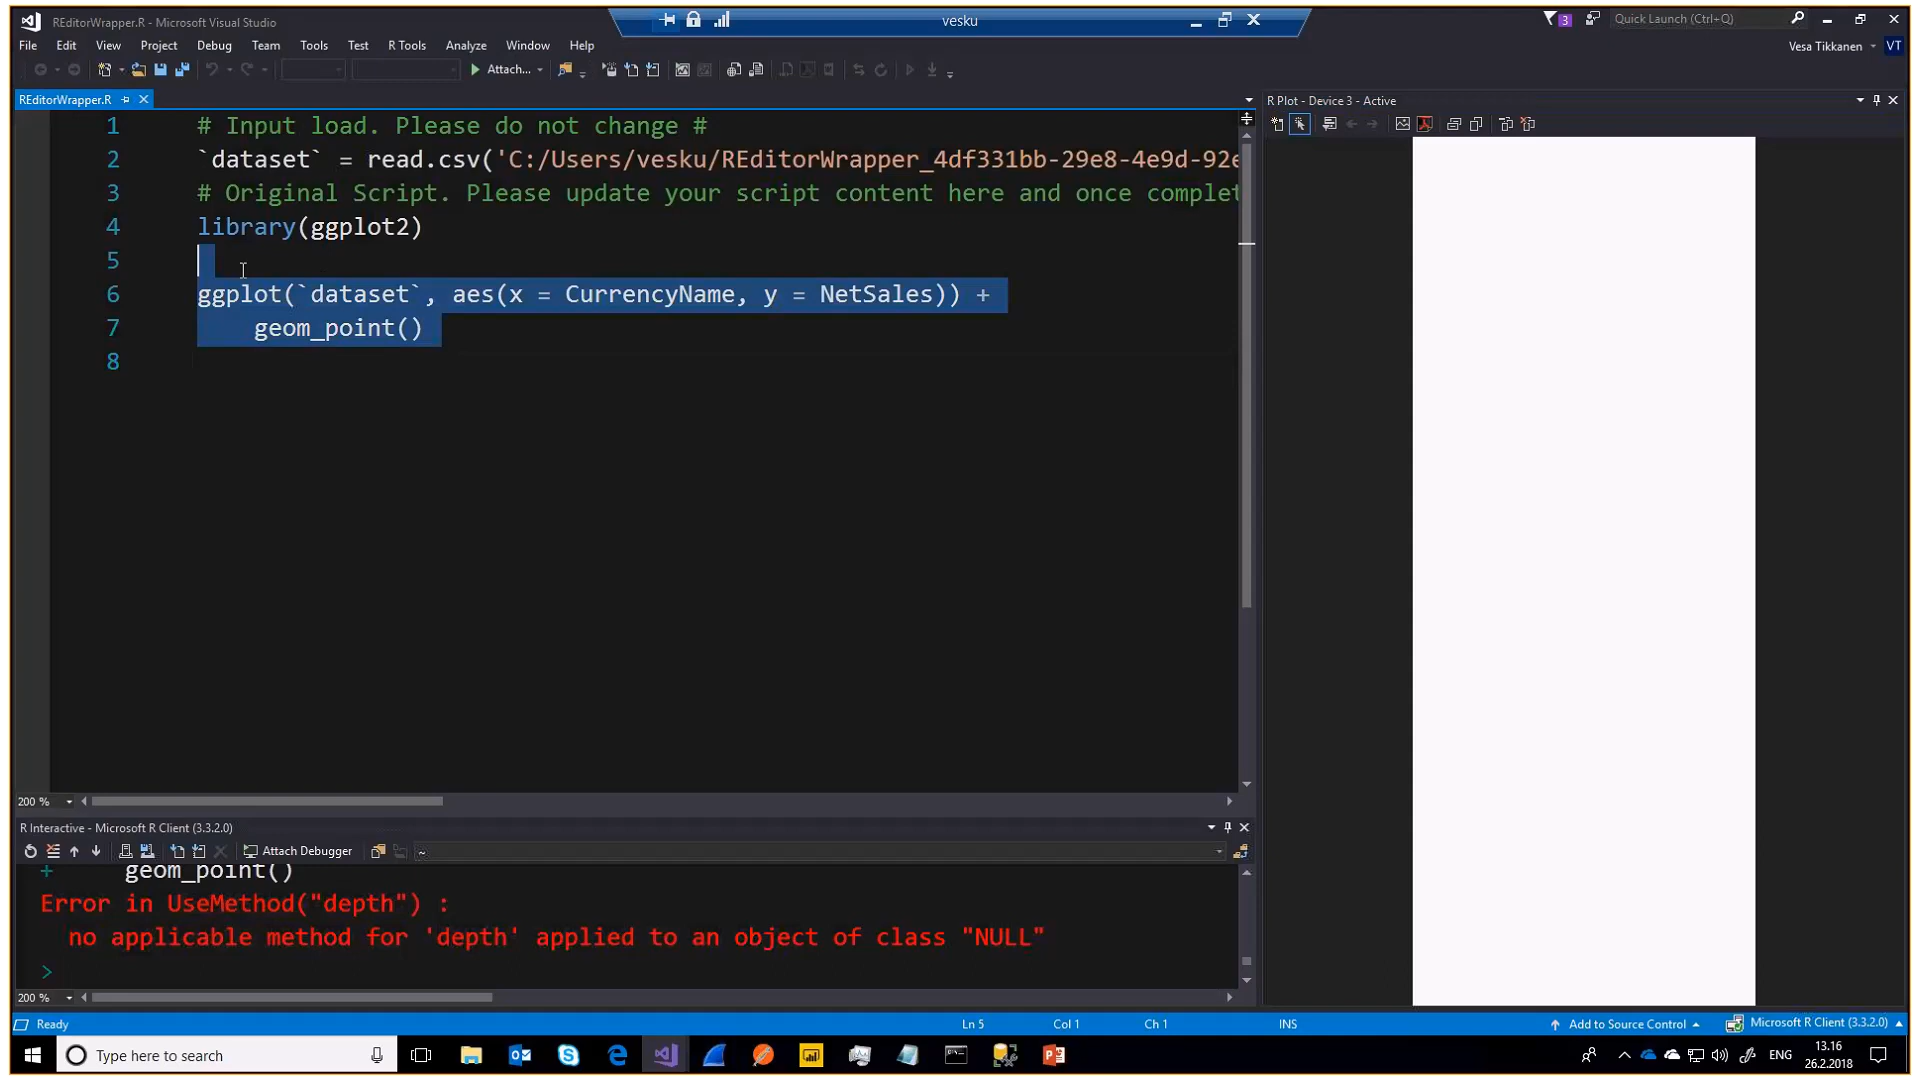 REditorWrapper.R - Microsoft Visual Studio
vesku
3
Quick Launch (Ctrl+Q)
File Edit View Project Debug Team Tools Test R Tools Analyze Window Help
Vesa Tikkanen VT
Attach...
REditorWrapper.R
R Plot - Device 3 - Active
1 # Input load. Please do not change #
2 `dataset` = read.csv('C:/Users/vesku/REditorWrapper_4df331bb-29e8-4e9d-92e
3 # Original Script. Please update your script content here and once complet
4 library(ggplot2)
5
6 ggplot(`dataset`, aes(x = CurrencyName, y = NetSales)) +
7 geom_point()
8
200 %
R Interactive - Microsoft R Client (3.3.2.0)
Attach Debugger
~
+ geom_point()
Error in UseMethod("depth") :
no applicable method for 'depth' applied to an object of class "NULL"
>
200 %
Ready
Ln 5 Col 1 Ch 1 INS
Add to Source Control
Microsoft R Client (3.3.2.0)
Type here to search
ENG
13.16
26.2.2018